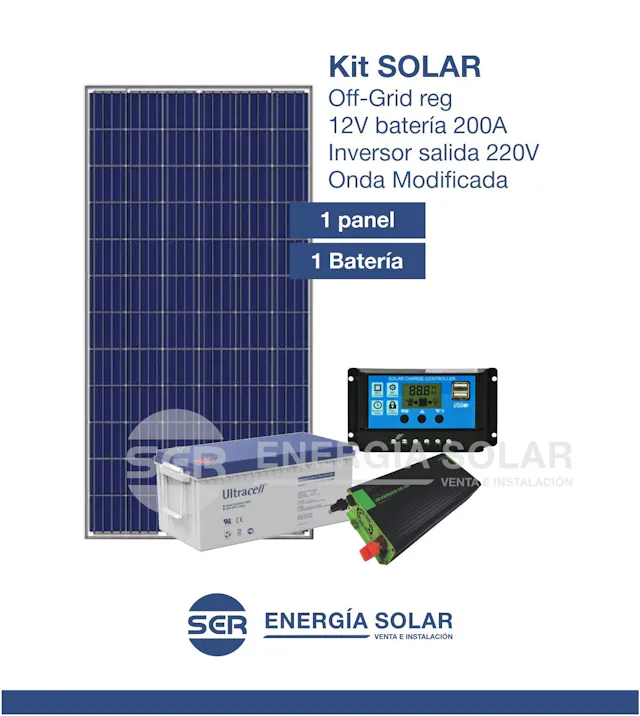 Kit SOLAR
Off-Grid reg
12V batería 200A
Inversor salida 220V
Onda Modificada
1 panel
1 Batería
SOLAR CHARGE CONTROLLER
USB
SER ENERGÍA SOLAR
VENTA E INSTALACIÓN
Ultracell
SER ENERGÍA SOLAR
VENTA E INSTALACIÓN